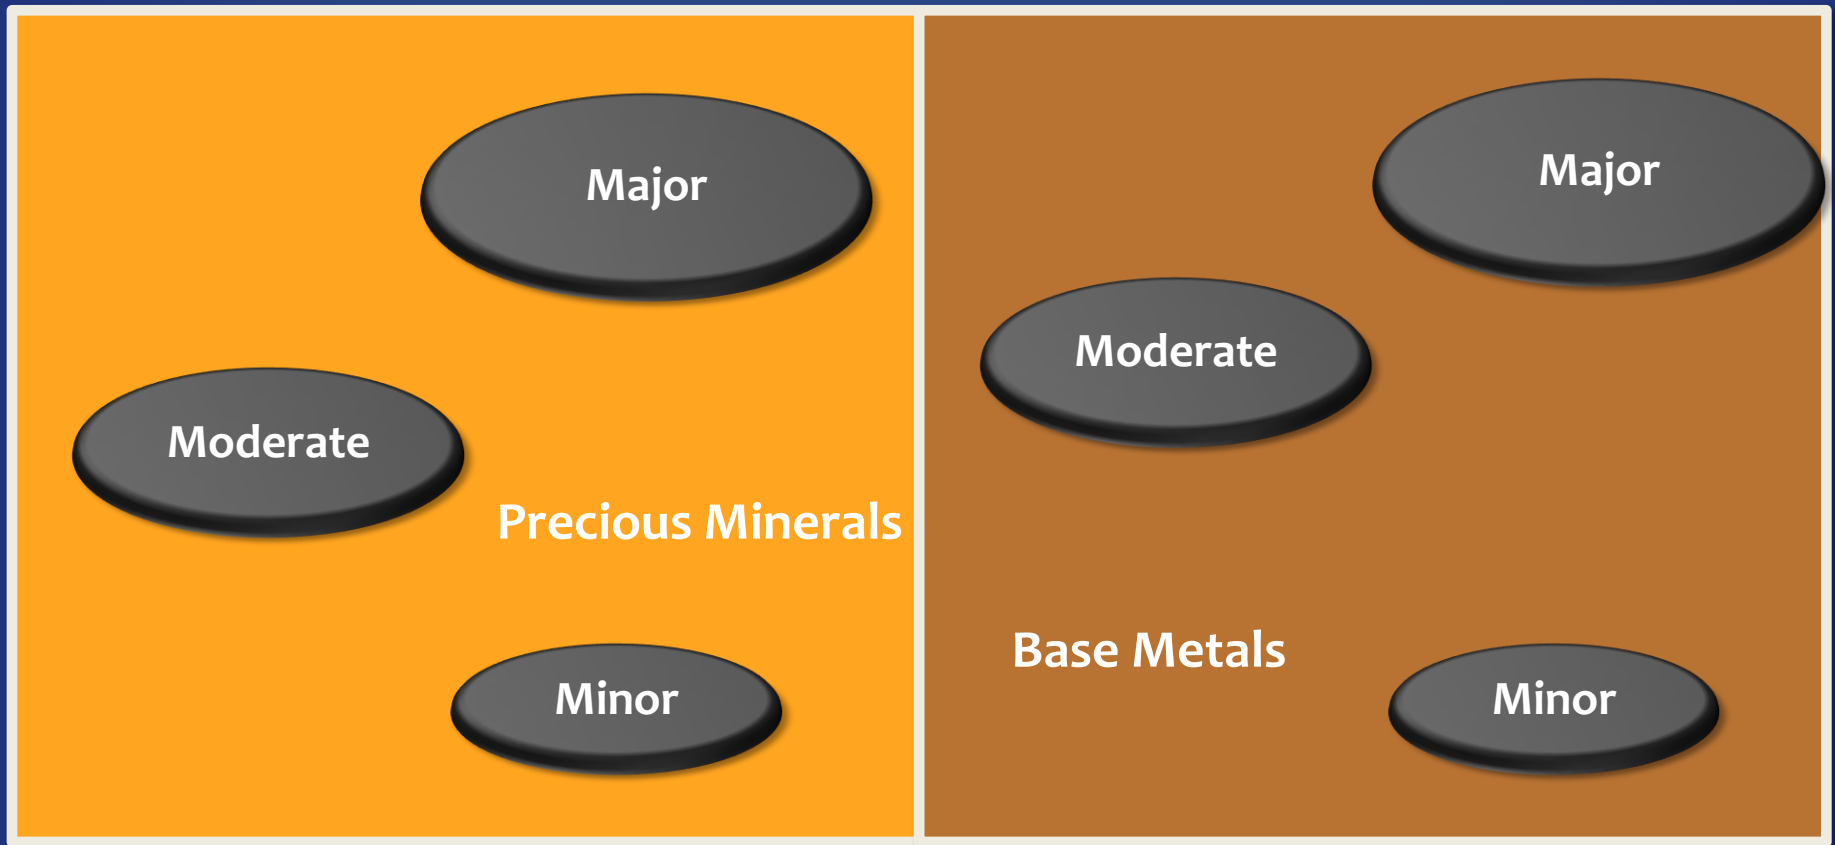 Major
Moderate
Precious Minerals
Minor
Major
Moderate
Base Metals
Minor